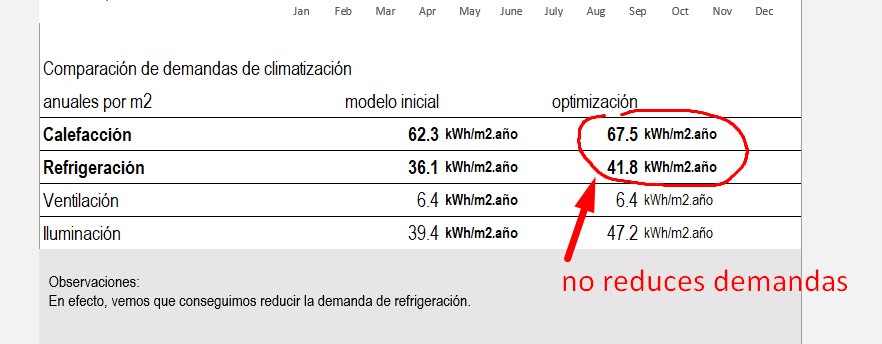 Jan Feb Mar Apr May June July Aug Sep Oct Nov Dec
Comparación de demandas de climatización
anuales por m2 modelo inicial optimización
Calefacción 62.3 kWh/m2.año 67.5 kWh/m2.año
Refrigeración 36.1 kWh/m2.año 41.8 kWh/m2.año
Ventilación 6.4 kWh/m2.año 6.4 kWh/m2.año
Iluminación 39.4 kWh/m2.año 47.2 kWh/m2.año
no reduces demandas
Observaciones:
En efecto, vemos que conseguimos reducir la demanda de refrigeración.